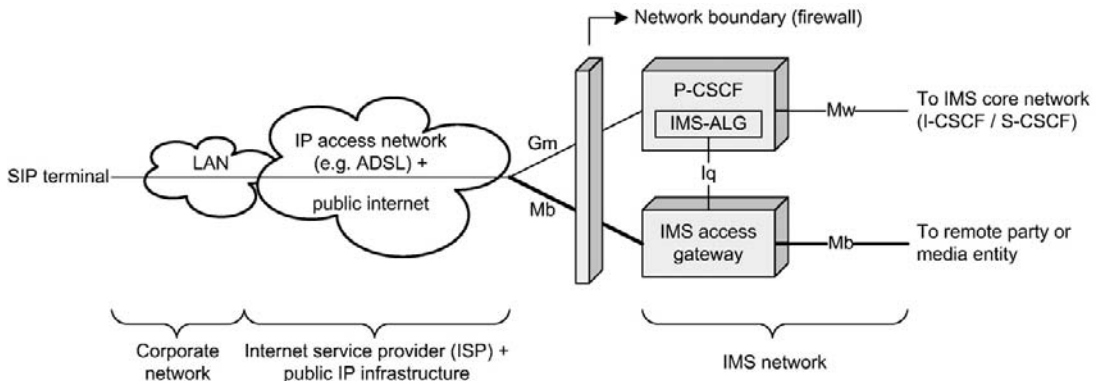 Network boundary (firewall)
P-CSCF
IMS-ALG
Mw
To IMS core network
(I-CSCF / S-CSCF)
IP access network
(e.g. ADSL) +
public internet
LAN
SIP terminal
Gm
Mb
Iq
IMS access
gateway
Mb
To remote party or
media entity
Corporate
network
Internet service provider (ISP) +
public IP infrastructure
IMS network